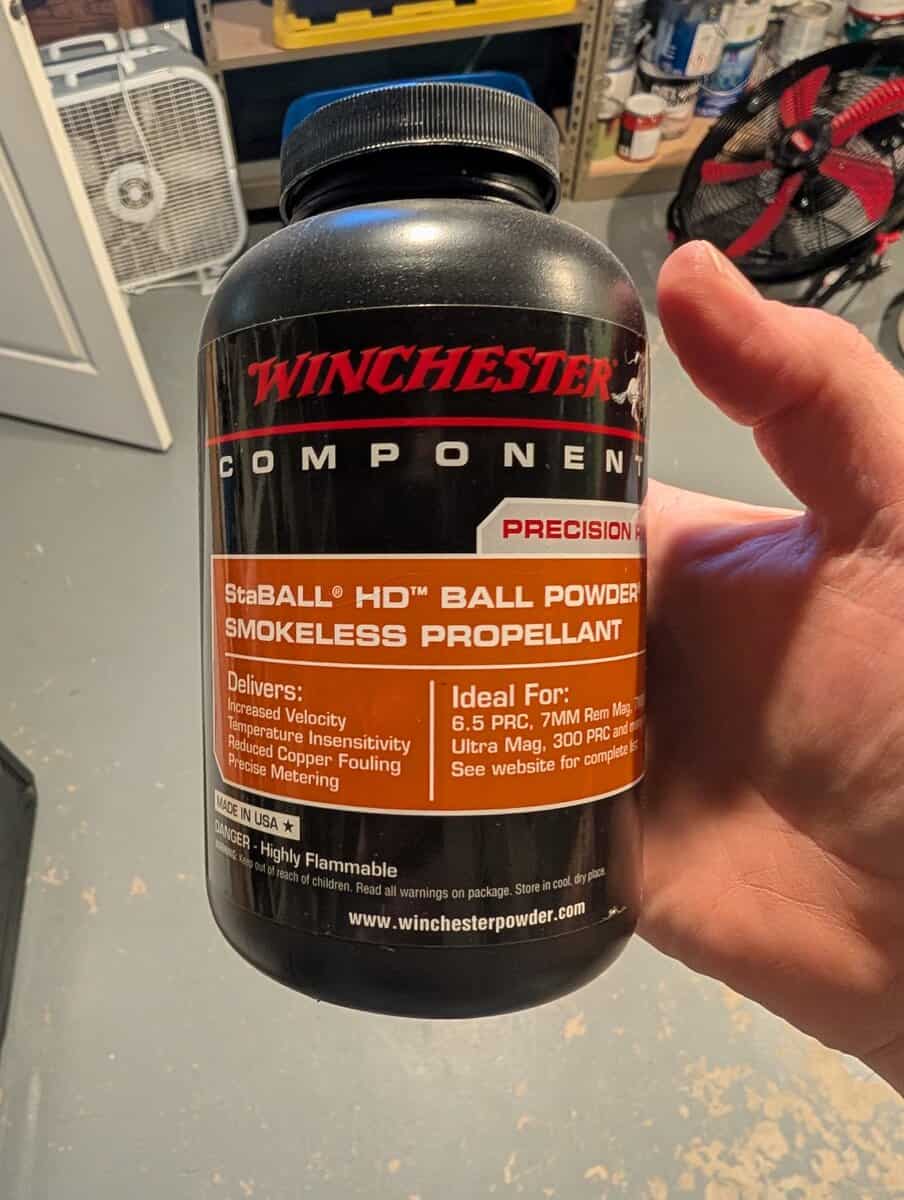 WINCHESTER
COMPONENT
PRECISION
StaBALL® HD™ BALL POWDER®
SMOKELESS PROPELLANT
Delivers:
Increased Velocity
Temperature Insensitivity
Reduced Copper Fouling
Precise Metering
Ideal For:
6.5 PRC, 7MM Rem Mag,
Ultra Mag, 300 PRC and
See website for complete list
MADE IN USA ★
DANGER - Highly Flammable
WARNING: Keep out of reach of children. Read all warnings on package. Store in cool, dry place.
www.winchesterpowder.com